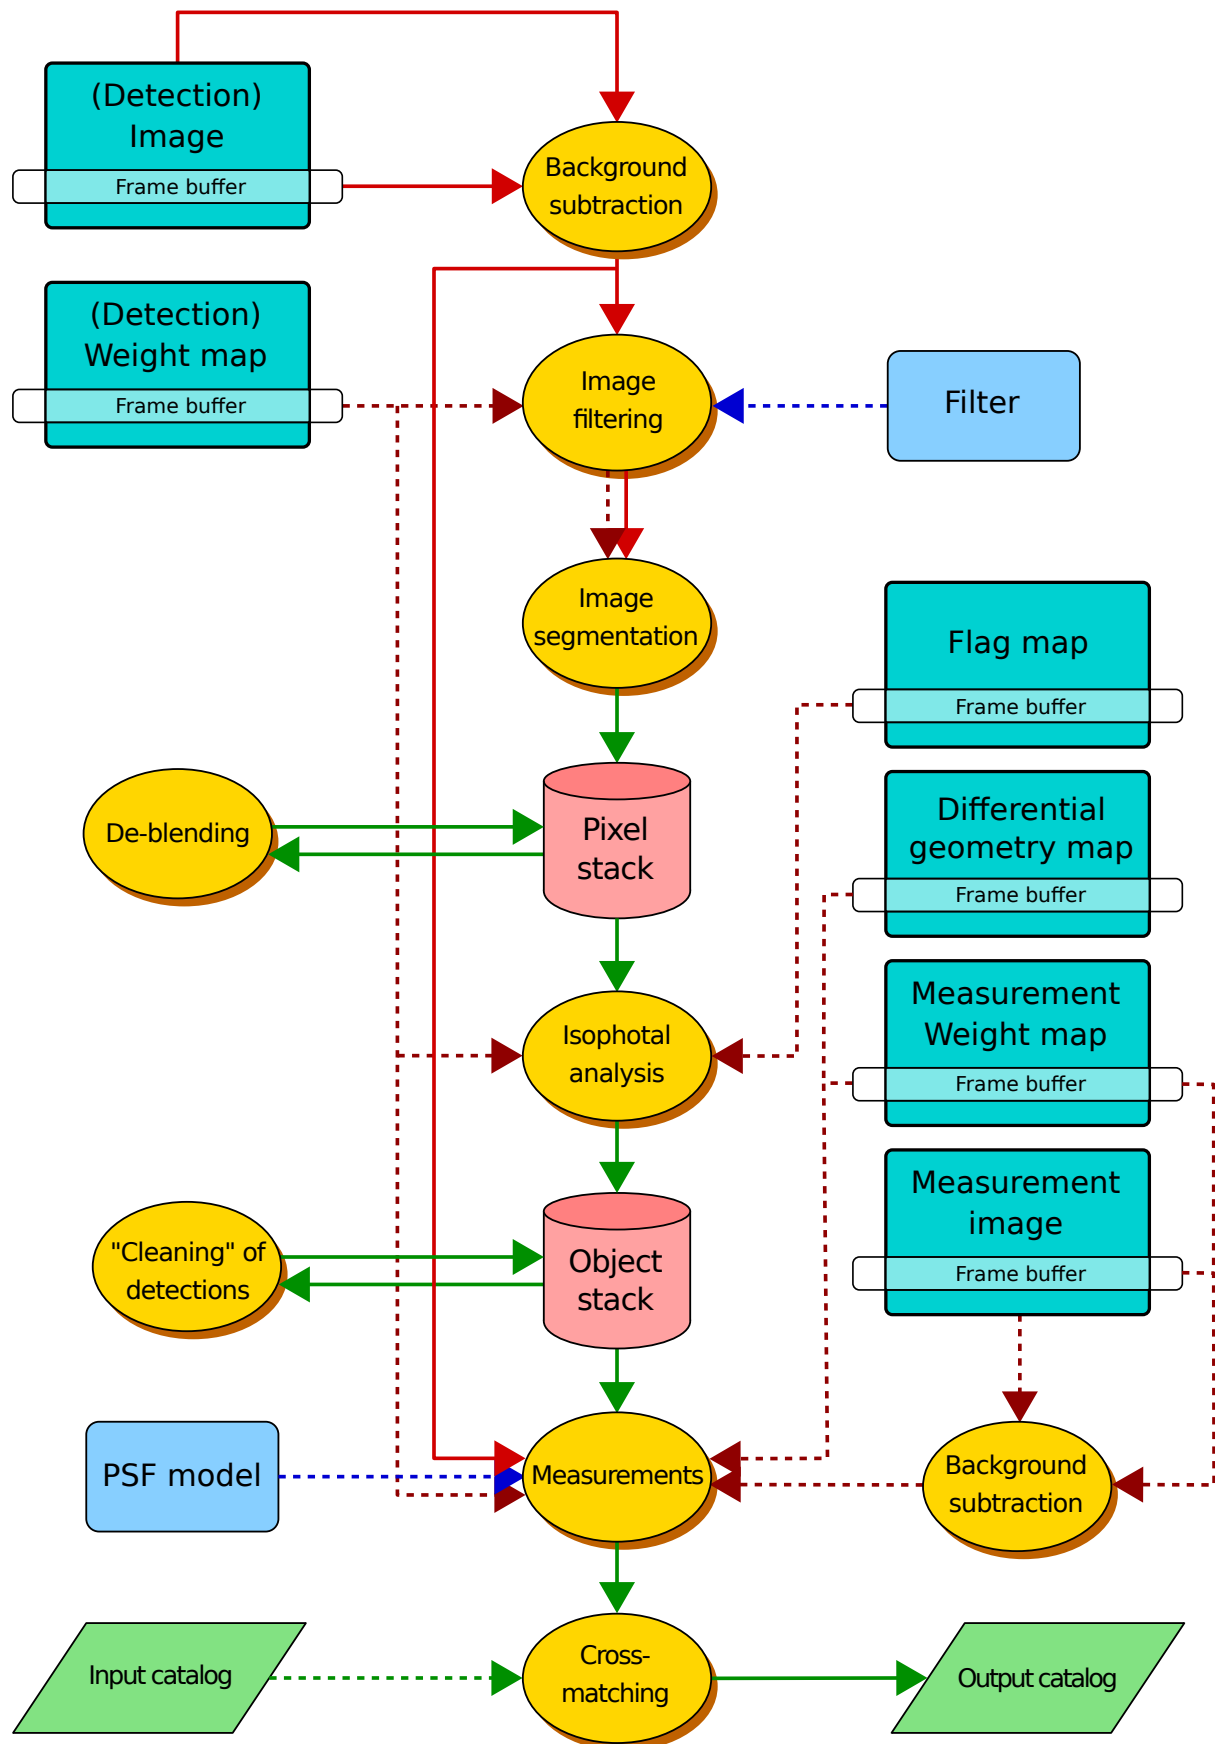 (Detection)
Image
Frame buffer
Background
subtraction
(Detection)
Weight map
Frame buffer
Image
filtering
Filter
Image
segmentation
Flag map
Frame buffer
De-blending
Pixel
stack
Differential
geometry map
Frame buffer
Isophotal
analysis
Measurement
Weight map
Frame buffer
"Cleaning" of
detections
Object
stack
Measurement
image
Frame buffer
PSF model
Measurements
Background
subtraction
Input catalog
Cross-
matching
Output catalog